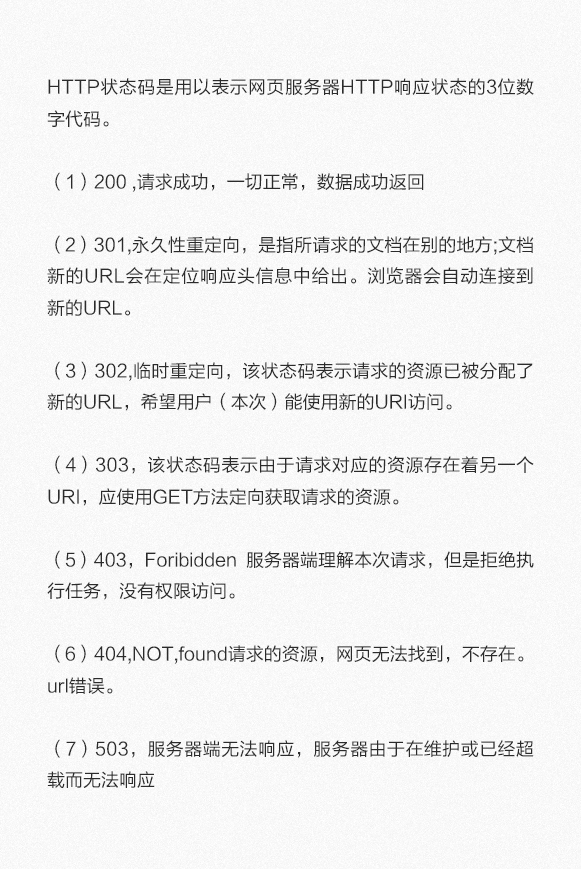 HTTP状态码是用以表示网页服务器HTTP响应状态的3位数
字代码。
（1）200 ,请求成功，一切正常，数据成功返回
（2）301,永久性重定向，是指所请求的文档在别的地方;文档
新的URL会在定位响应头信息中给出。浏览器会自动连接到
新的URL。
（3）302,临时重定向，该状态码表示请求的资源已被分配了
新的URL，希望用户（本次）能使用新的URI访问。
（4）303，该状态码表示由于请求对应的资源存在着另一个
URI，应使用GET方法定向获取请求的资源。
（5）403，Foribidden 服务器端理解本次请求，但是拒绝执
行任务，没有权限访问。
（6）404,NOT,found请求的资源，网页无法找到，不存在。
url错误。
（7）503，服务器端无法响应，服务器由于在维护或已经超
载而无法响应